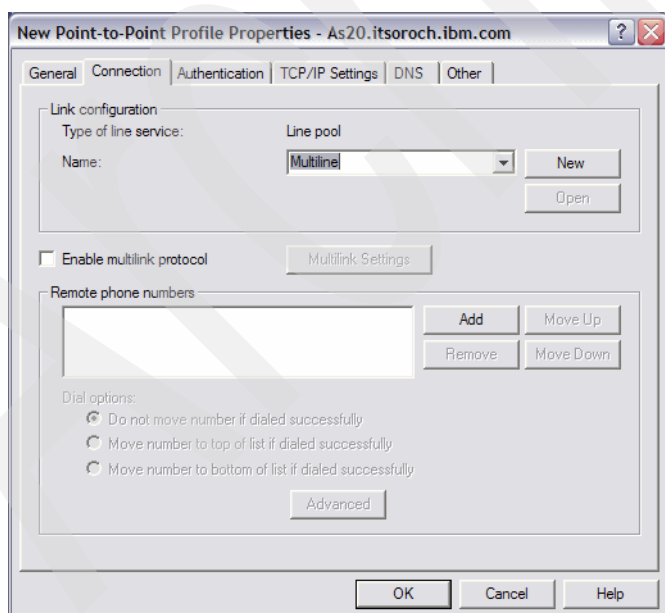 New Point-to-Point Profile Properties - As20.itsoroch.ibm.com
General Connection Authentication TCP/IP Settings DNS Other
Link configuration
Type of line service: Line pool
Name: Multiline New
Open
Enable multilink protocol Multilink Settings
Remote phone numbers
Add Move Up
Remove Move Down
Dial options:
Do not move number if dialed successfully
Move number to top of list if dialed successfully
Move number to bottom of list if dialed successfully
Advanced
OK Cancel Help